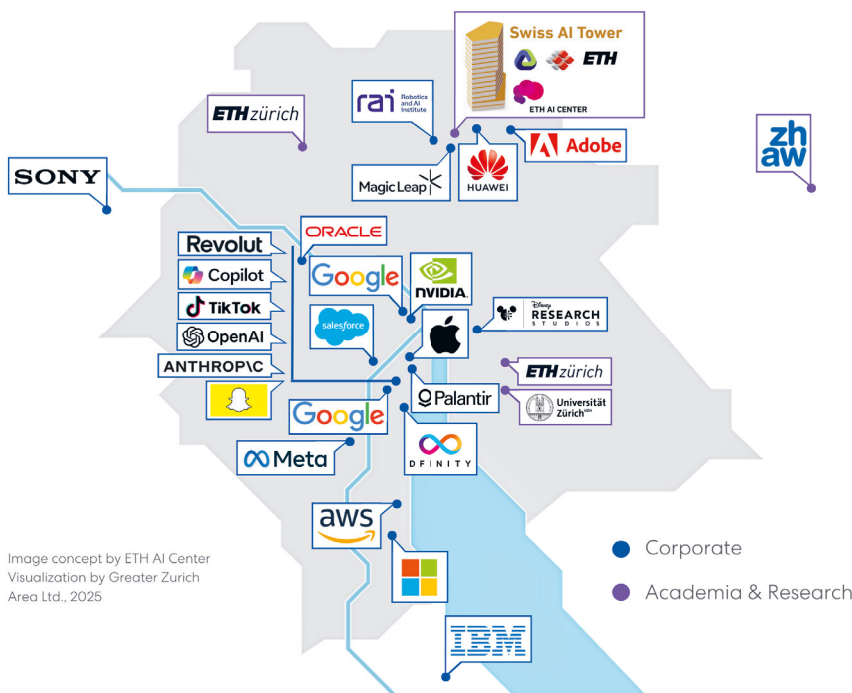 Swiss AI Tower
ETH
ETH AI CENTER
rai Robotics
and AI
Institute
ETH zürich
Adobe
zh
aw
Magic Leap
HUAWEI
SONY
ORACLE
Revolut
Google
Copilot
NVIDIA.
TikTok
Disney
RESEARCH
STUDIOS
salesforce
OpenAI
ANTHROP\C
ETH zürich
Palantir
Universität
Zürich UZH
Google
Meta
DFINITY
aws
Corporate
Image concept by ETH AI Center
Visualization by Greater Zurich
Area Ltd., 2025
Academia & Research
IBM